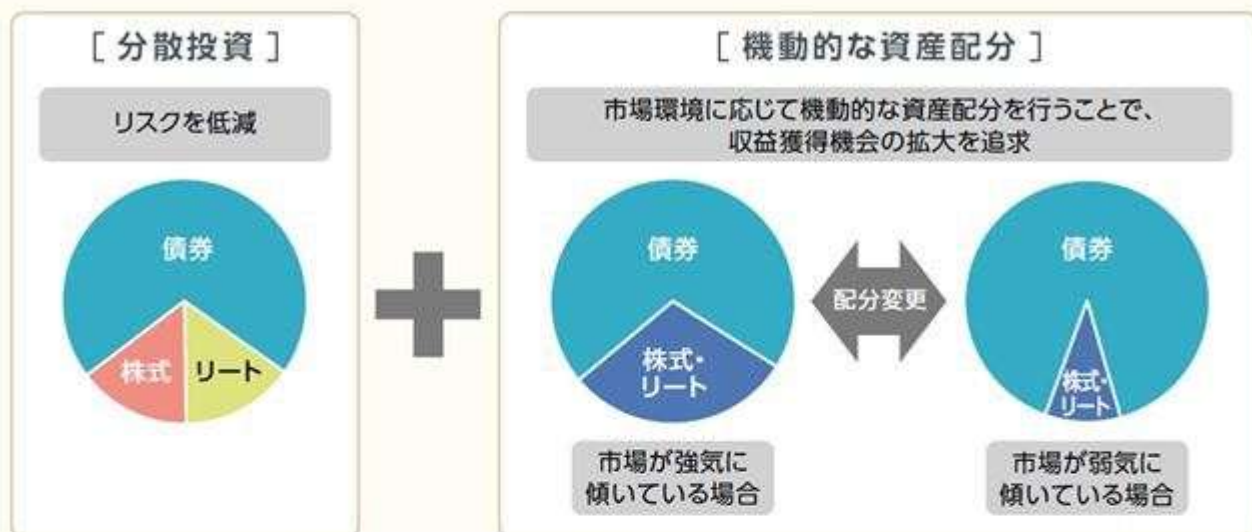 [ 分散投資 ]
リスクを低減
債券
株式
リート
[ 機動的な資産配分 ]
市場環境に応じて機動的な資産配分を行うことで、
収益獲得機会の拡大を追求
債券
株式・
リート
市場が強気に
傾いている場合
配分変更
債券
株式・
リート
市場が弱気に
傾いている場合